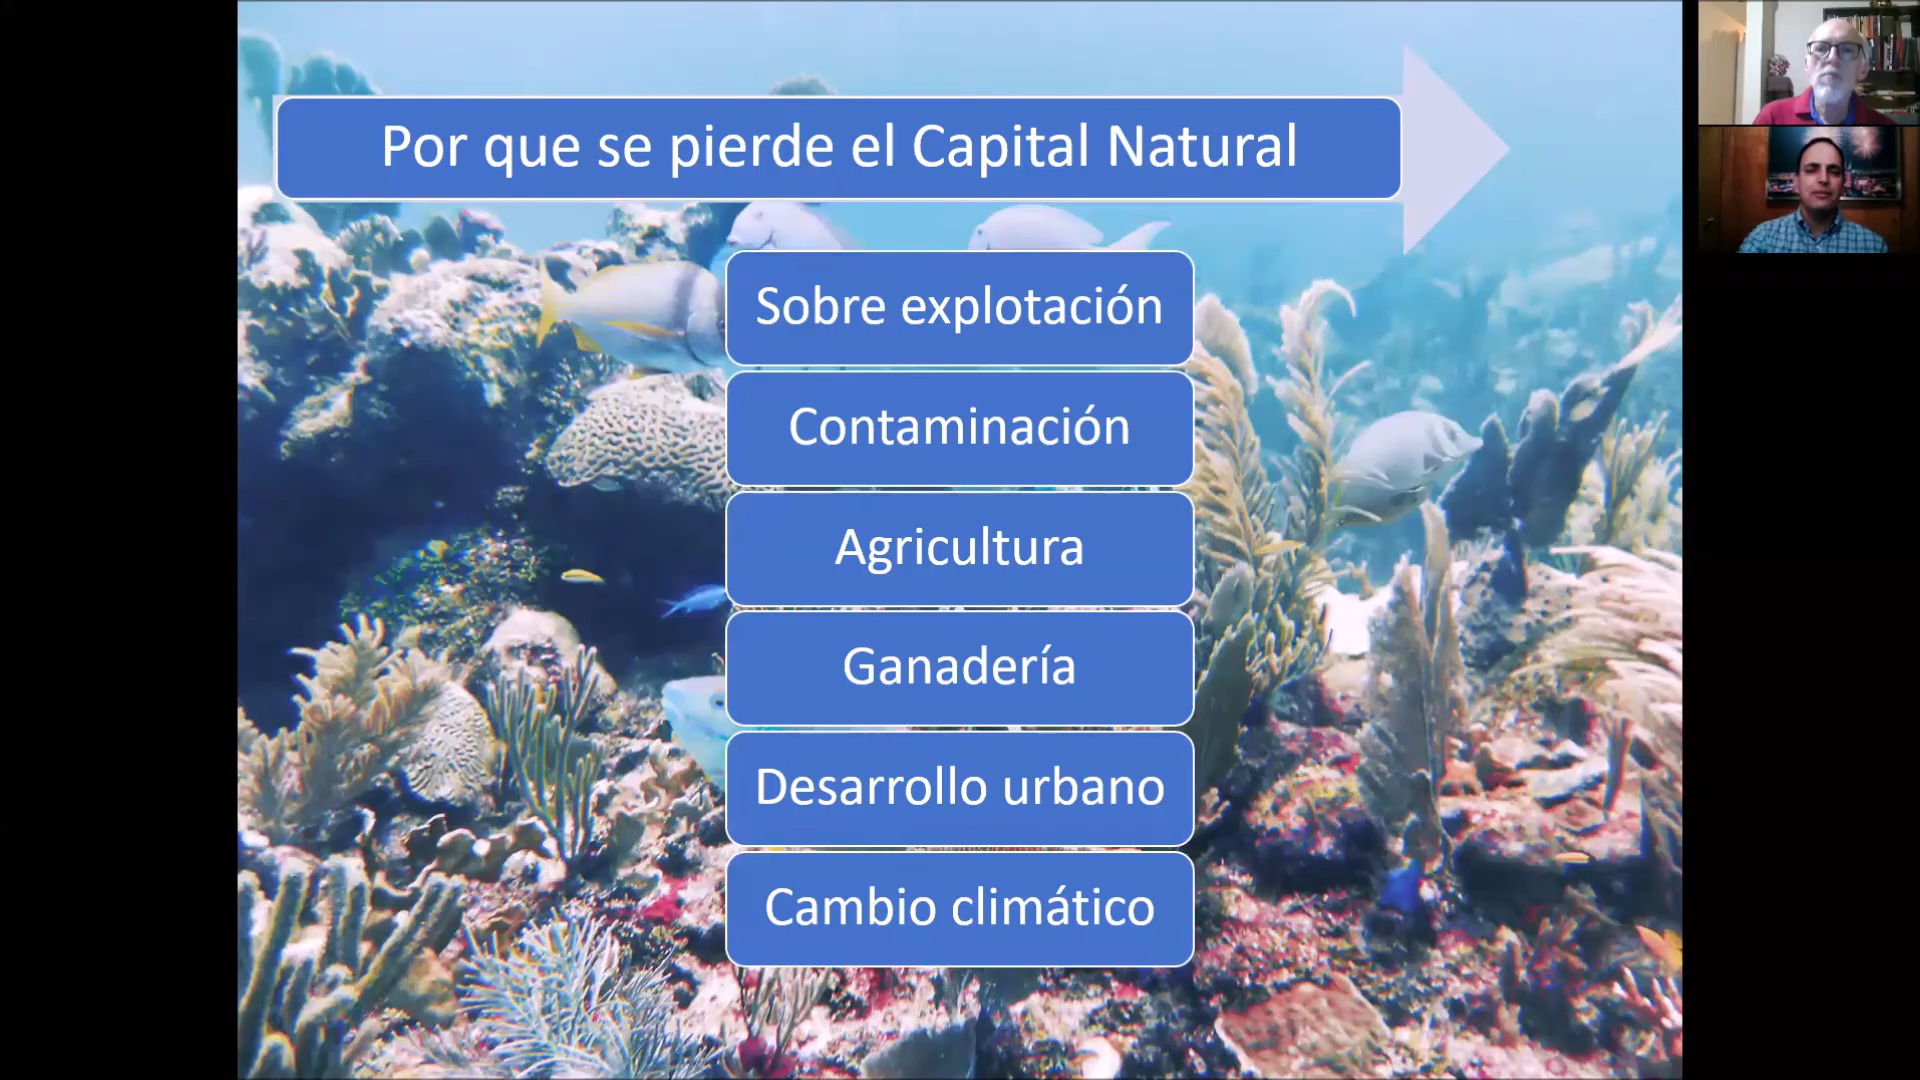 Por que se pierde el Capital Natural
Sobre explotación
Contaminación
Agricultura
Ganadería
Desarrollo urbano
Cambio climático